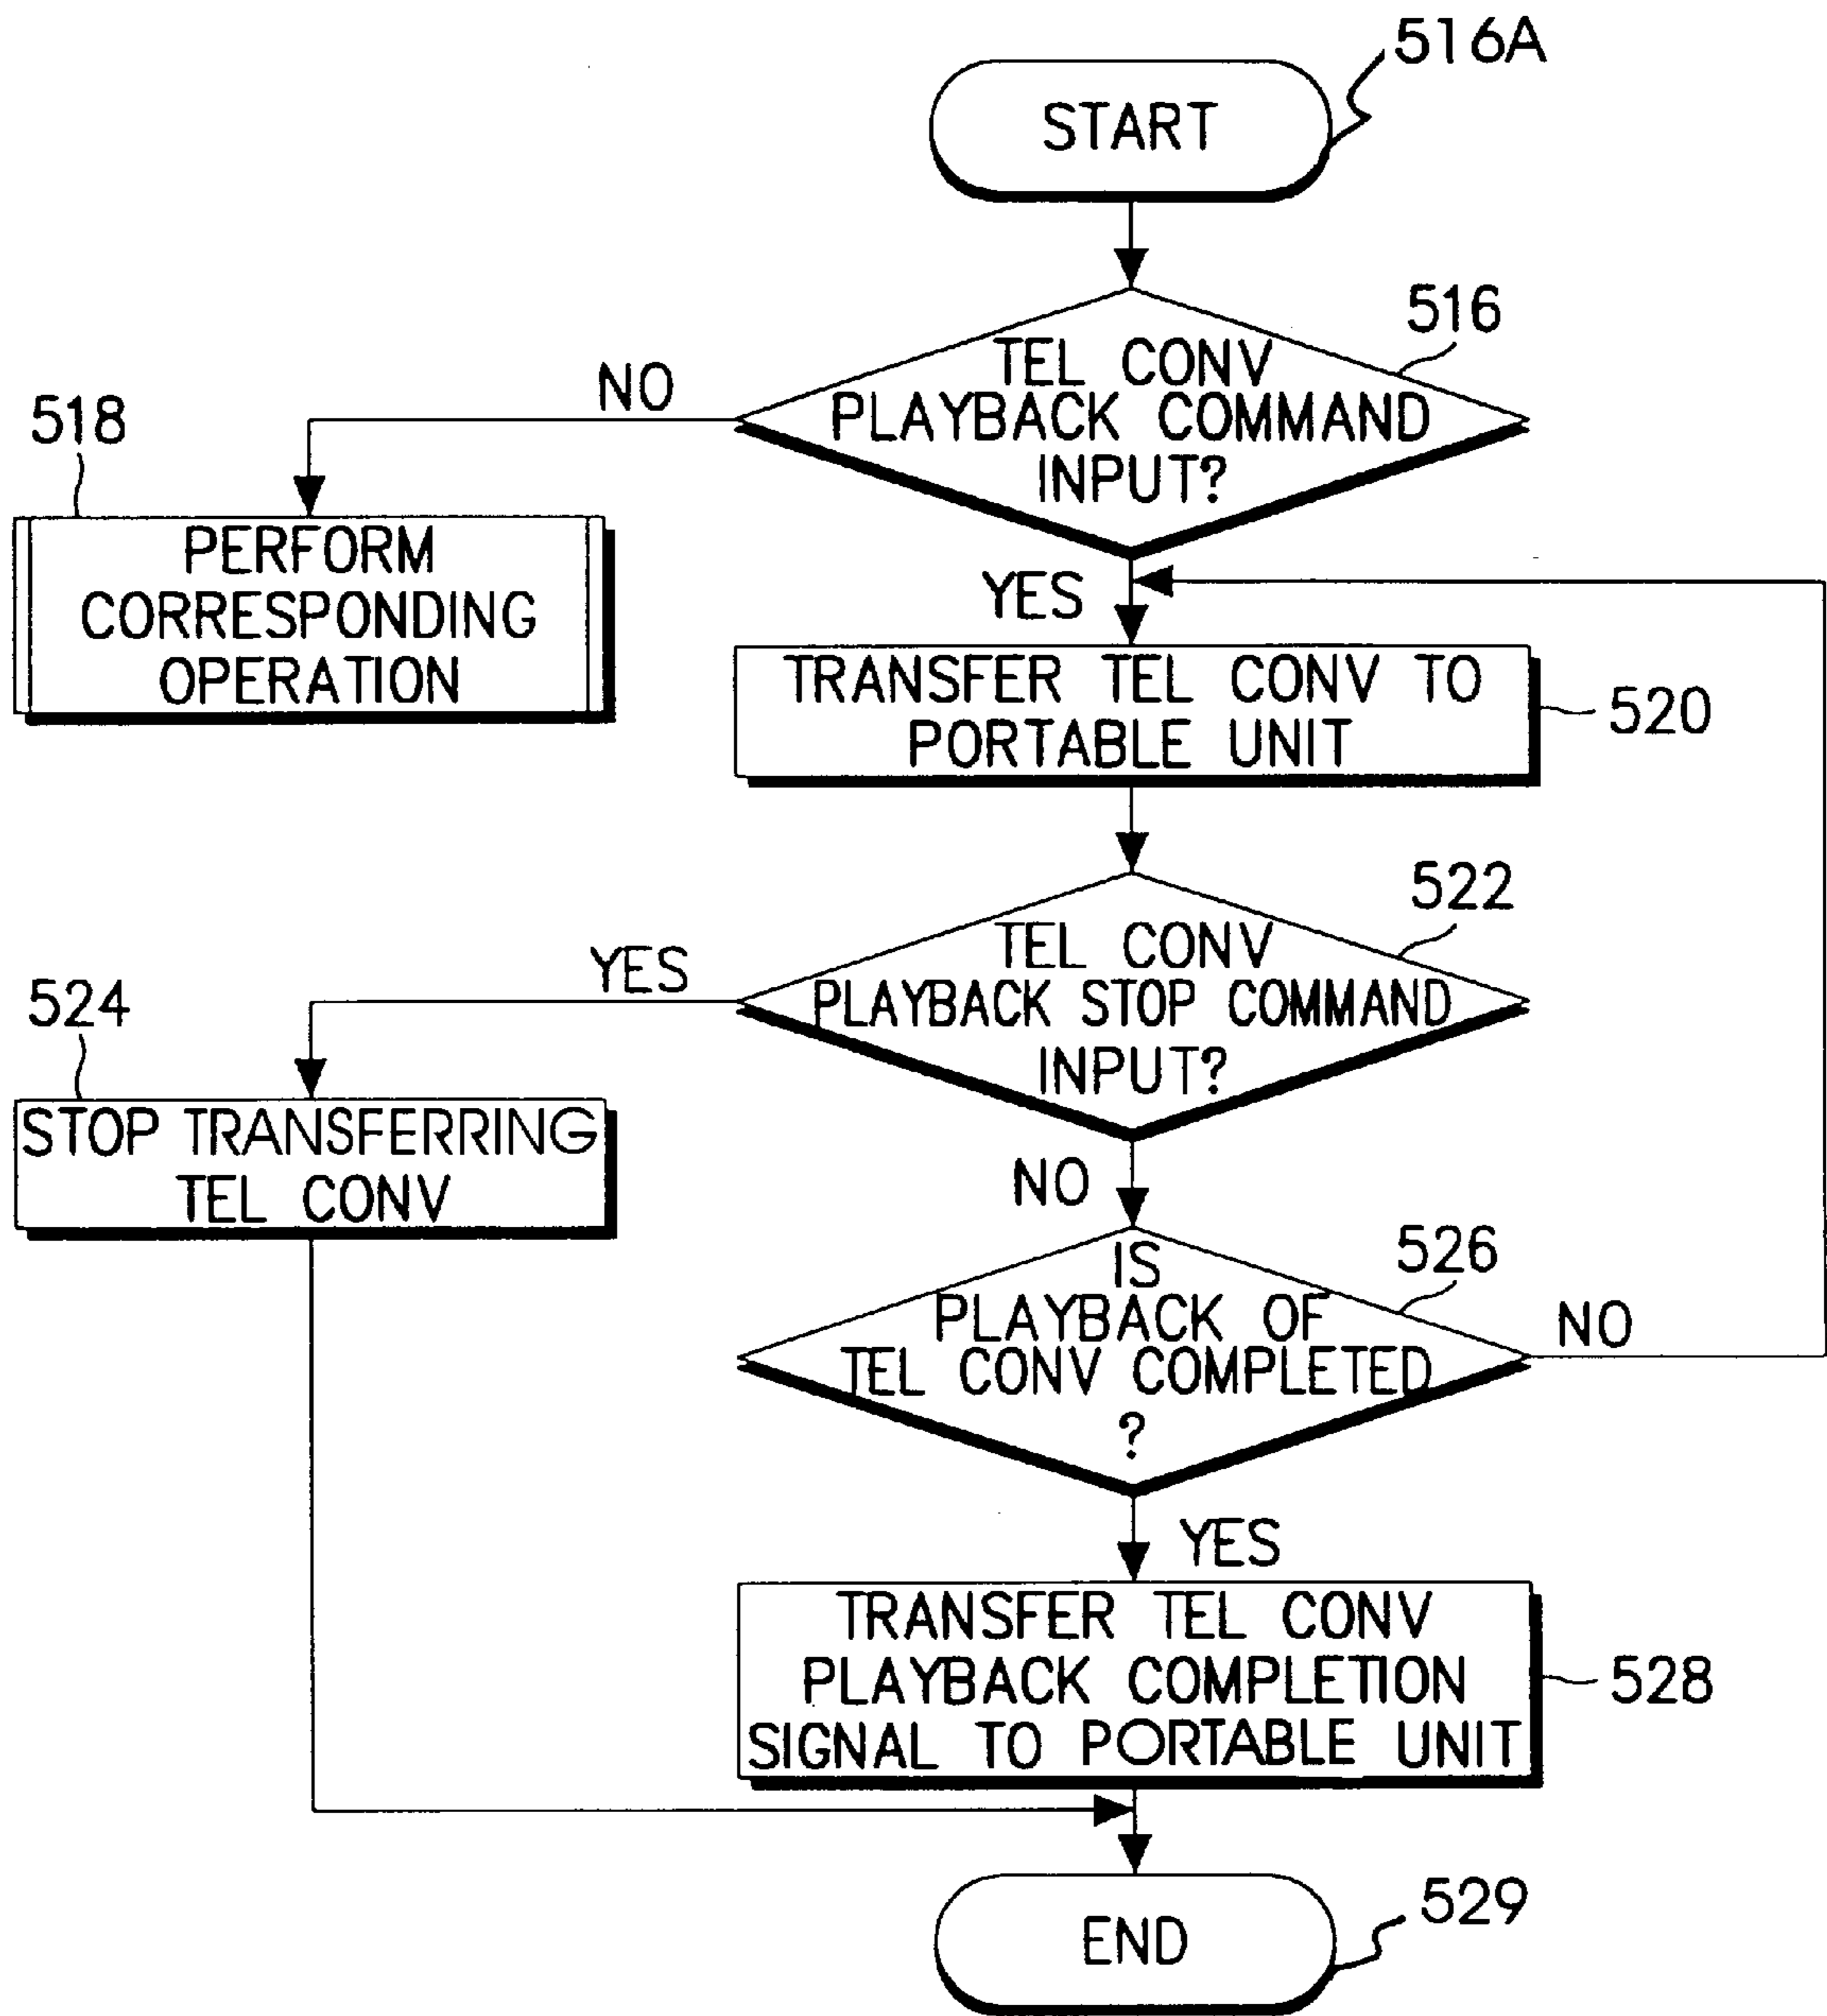 516A
START
516
TEL CONV
PLAYBACK COMMAND
INPUT?
NO
518
PERFORM
CORRESPONDING
OPERATION
YES
TRANSFER TEL CONV TO
PORTABLE UNIT
520
522
TEL CONV
PLAYBACK STOP COMMAND
INPUT?
YES
524
STOP TRANSFERRING
TEL CONV
NO
526
IS
PLAYBACK OF
TEL CONV COMPLETED
?
NO
YES
TRANSFER TEL CONV
PLAYBACK COMPLETION
SIGNAL TO PORTABLE UNIT
528
END
529